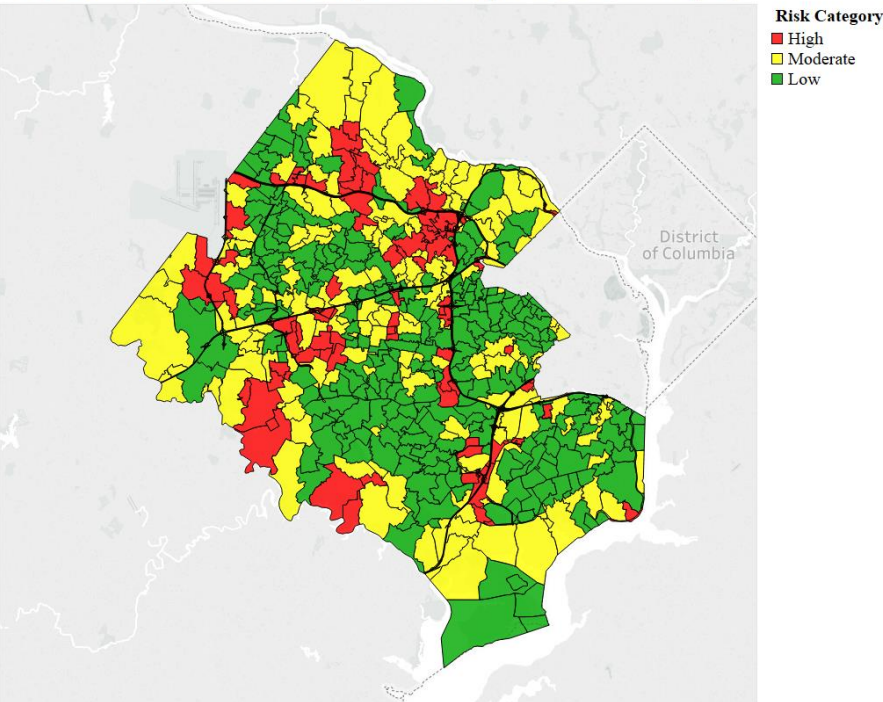 Risk Category
High
Moderate
Low
District
of Columbia